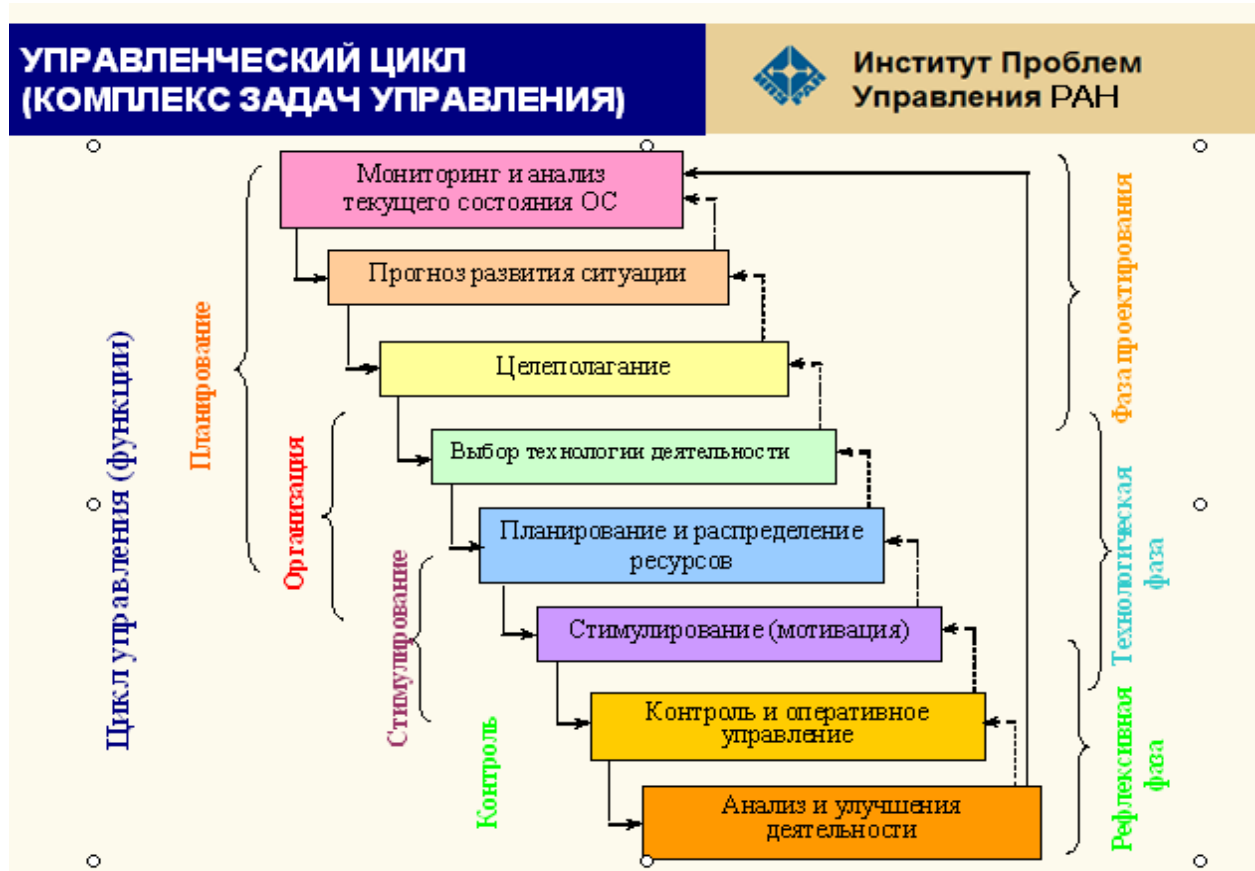 УПРАВЛЕНЧЕСКИЙ ЦИКЛ
(КОМПЛЕКС ЗАДАЧ УПРАВЛЕНИЯ)
ИПУ РАН
Институт Проблем
Управления РАН
Мониторинг и анализ
текущего состояния ОС
Прогноз развития ситуации
Целеполагание
Выбор технологии деятельности
Планирование и распределение
ресурсов
Стимулирование (мотивация)
Контроль и оперативное
управление
Анализ и улучшения
деятельности
Цикл управления (функции)
Планирование
Организация
Стимулирование
Контроль
Фаза проектирования
Технологическая
фаза
Рефлексивная
фаза